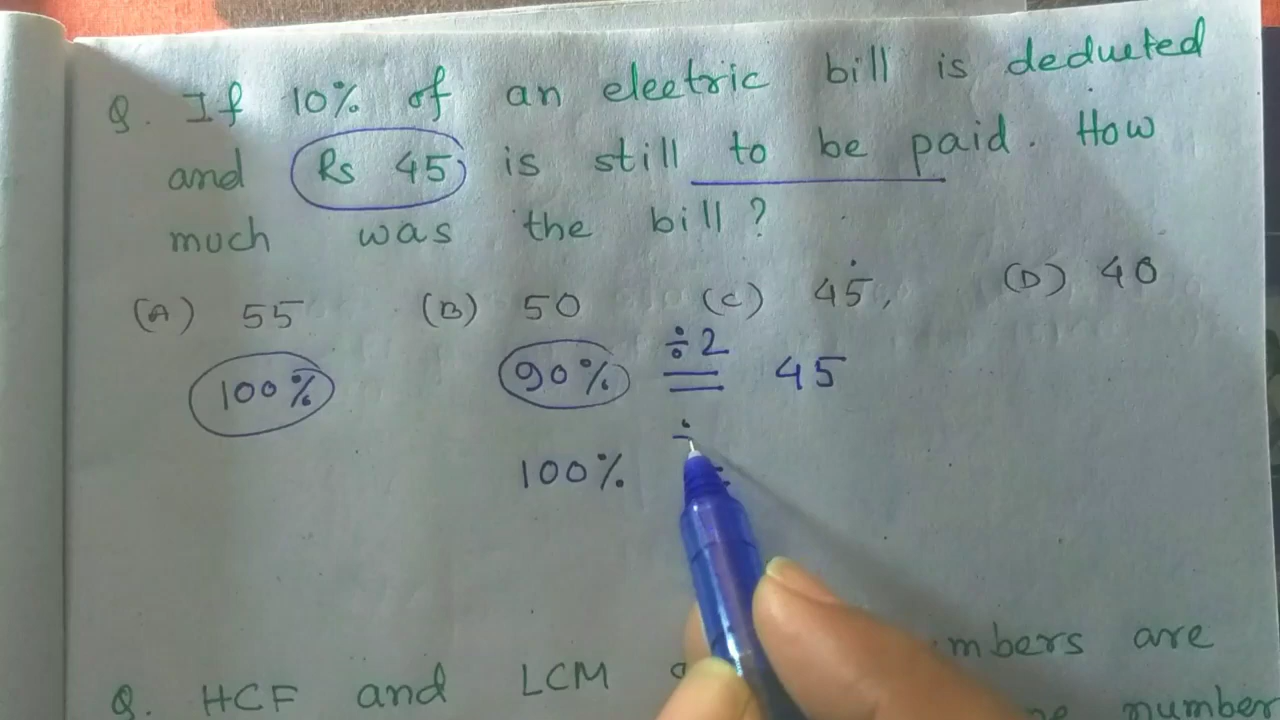 Q. If 10% of an electric bill is deducted
and Rs 45 is still to be paid. How
much was the bill?
(A) 55 (B) 50 (C) 45, (D) 40
÷2
100% 90% = 45
÷
100%
Q. HCF and LCM mbers are
number